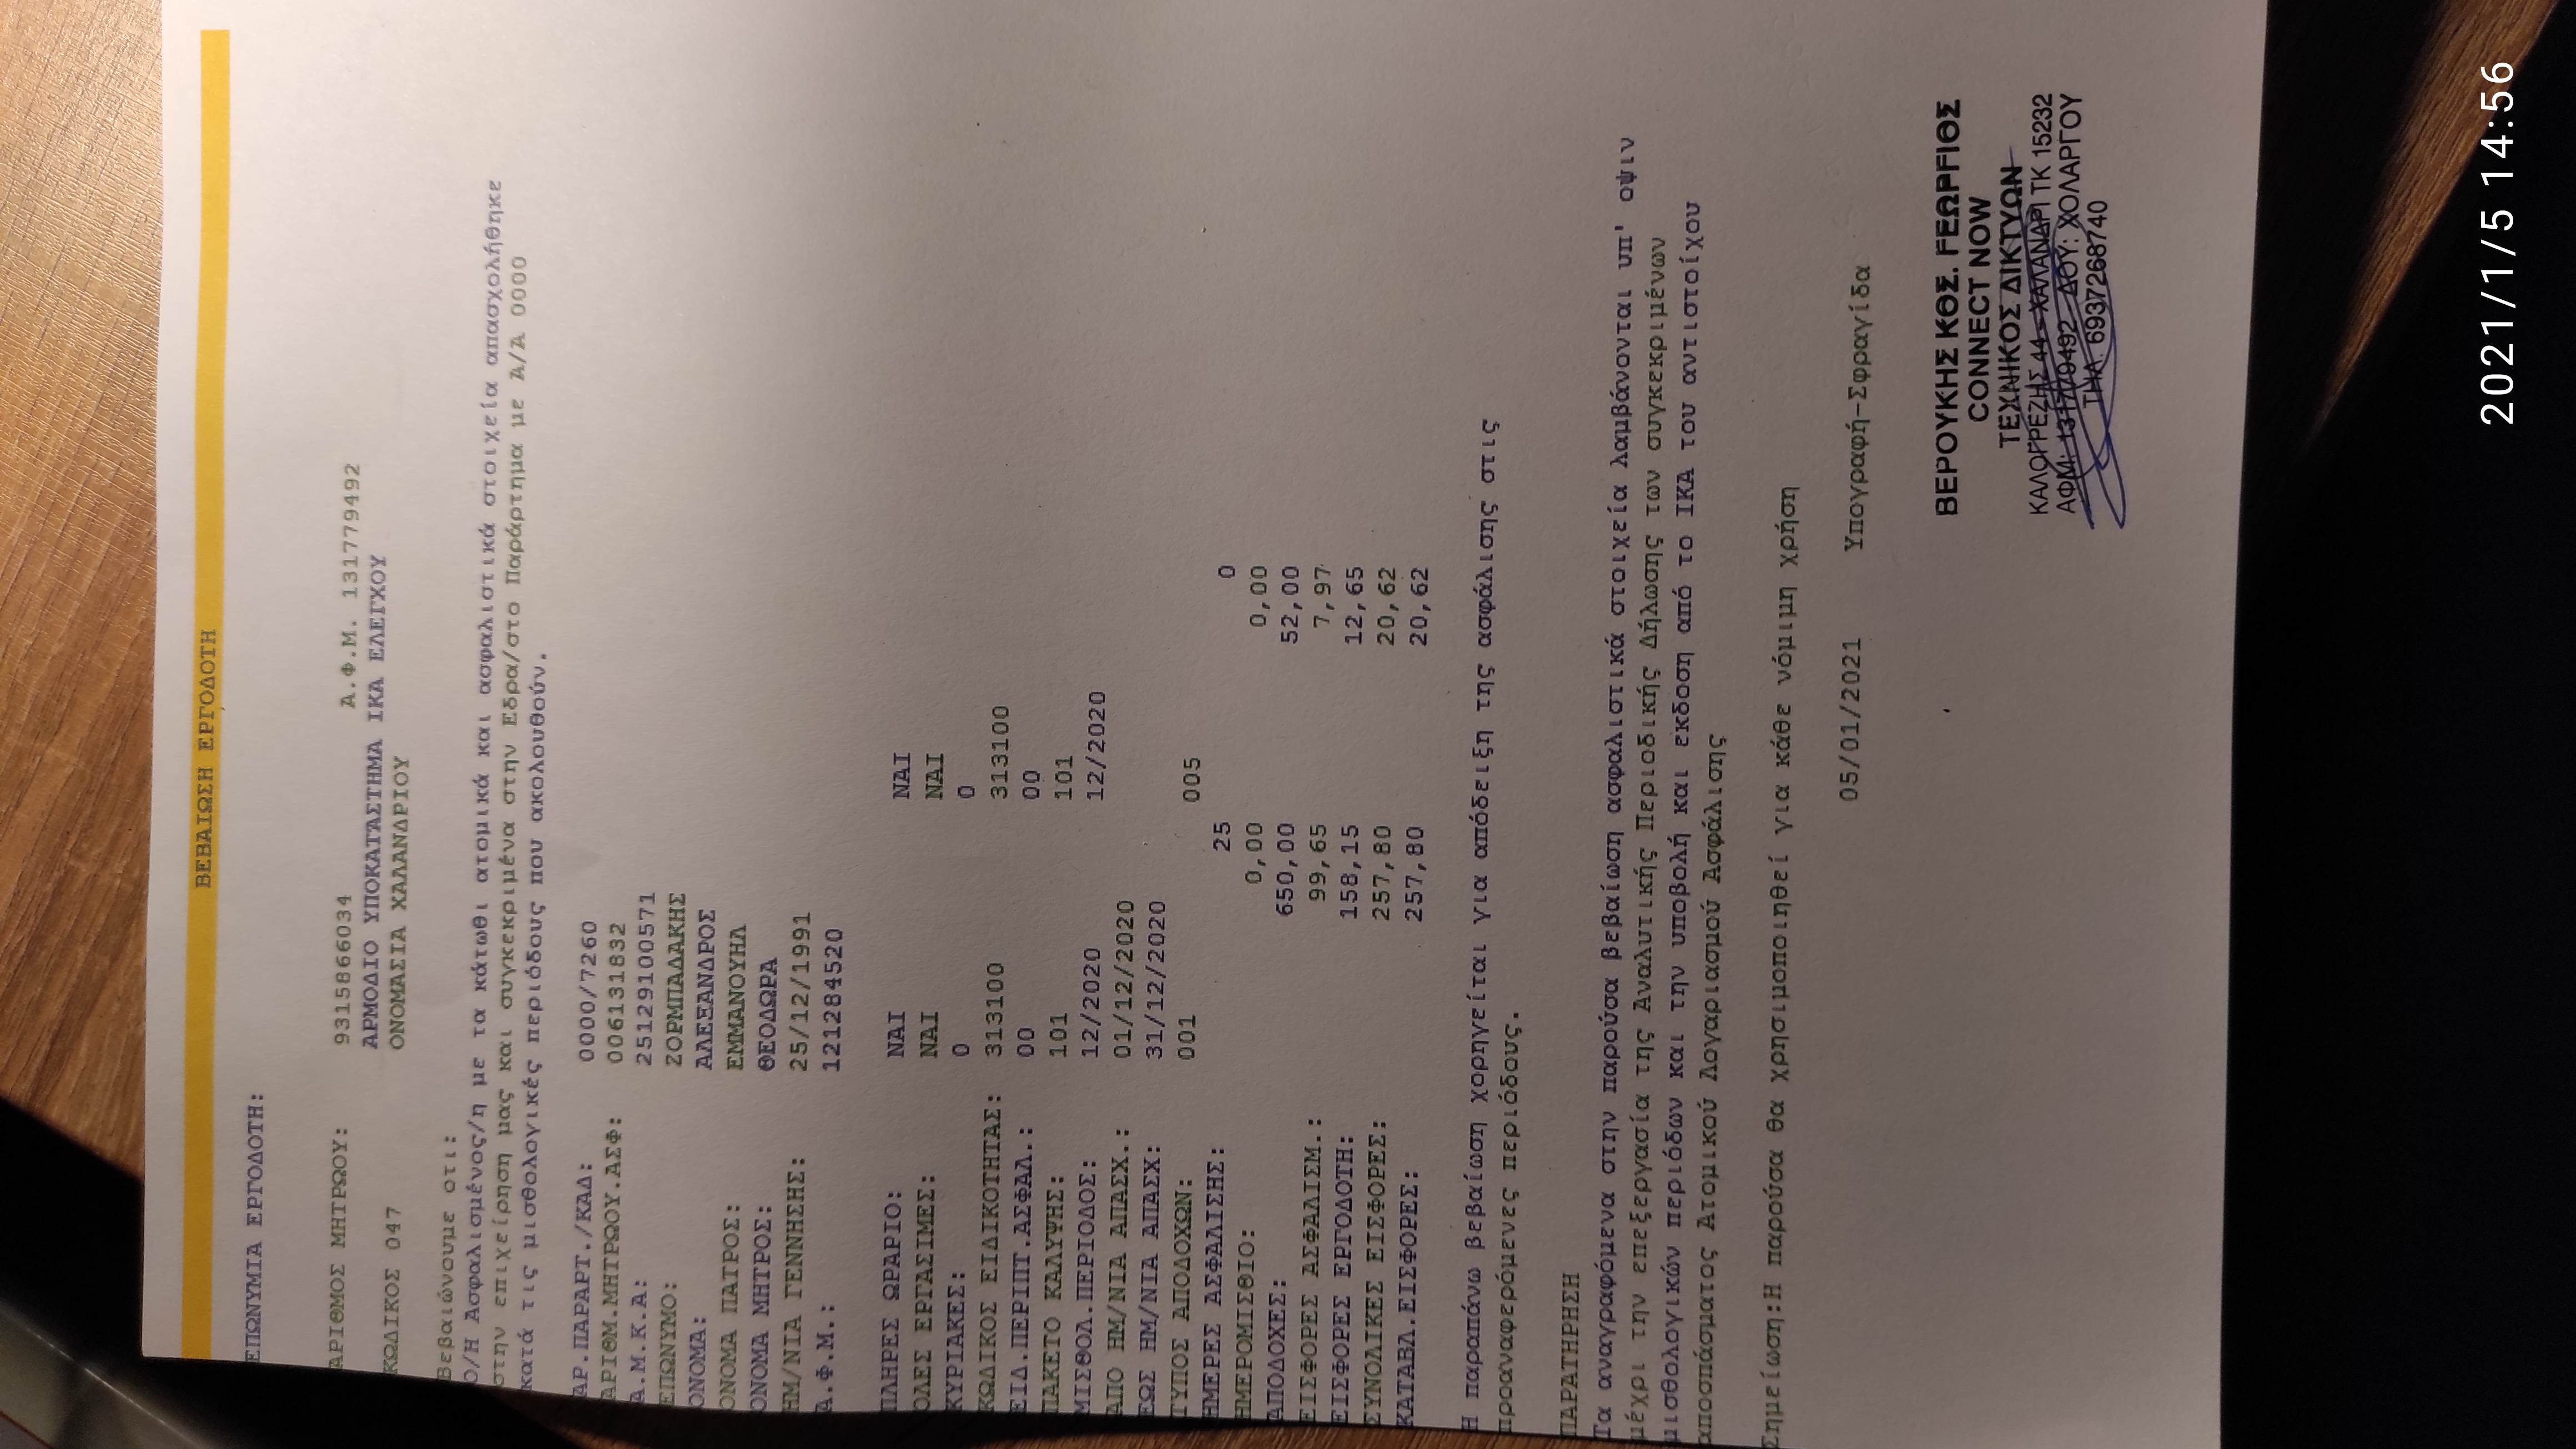 ΒΕΒΑΙΩΣΗ ΕΡΓΟΔΟΤΗ
ΕΠΩΝΥΜΙΑ ΕΡΓΟΔΟΤΗ:
ΑΡΙΘΜΟΣ ΜΗΤΡΩΟΥ: 9315866034 Α.Φ.Μ. 131779492
ΑΡΜΟΔΙΟ ΥΠΟΚΑΤΑΣΤΗΜΑ ΙΚΑ ΕΛΕΓΧΟΥ
ΚΩΔΙΚΟΣ 047 ΟΝΟΜΑΣΙΑ ΧΑΛΑΝΔΡΙΟΥ
Βεβαιώνουμε οτι:
Ο/Η Ασφαλισμένος/η με τα κάτωθι ατομικά και ασφαλιστικά στοιχεία απασχολήθηκε
στην επιχείρηση μας και συγκεκριμένα στην Εδρα/στο Παράρτημα με Α/Α 0000
κατά τις μισθολογικές περιόδους που ακολουθούν.
ΑΡ.ΠΑΡΑΡΤ./ΚΑΔ: 0000/7260
ΑΡΙΘΜ.ΜΗΤΡΩΟΥ.ΑΣΦ: 006131832
Α.Μ.Κ.Α: 25129100571
ΕΠΩΝΥΜΟ: ΖΟΡΜΠΑΔΑΚΗΣ
ΟΝΟΜΑ: ΑΛΕΞΑΝΔΡΟΣ
ΟΝΟΜΑ ΠΑΤΡΟΣ: ΕΜΜΑΝΟΥΗΛ
ΟΝΟΜΑ ΜΗΤΡΟΣ: ΘΕΟΔΩΡΑ
ΗΜ/ΝΙΑ ΓΕΝΝΗΣΗΣ: 25/12/1991
Α.Φ.Μ.: 121284520
ΠΛΗΡΕΣ ΩΡΑΡΙΟ: ΝΑΙ ΝΑΙ
ΟΛΕΣ ΕΡΓΑΣΙΜΕΣ: ΝΑΙ ΝΑΙ
ΚΥΡΙΑΚΕΣ: 0 0
ΚΩΔΙΚΟΣ ΕΙΔΙΚΟΤΗΤΑΣ: 313100 313100
ΕΙΔ.ΠΕΡΙΠΤ.ΑΣΦΑΛ.: 00 00
ΠΑΚΕΤΟ ΚΑΛΥΨΗΣ: 101 101
ΜΙΣΘΟΛ.ΠΕΡΙΟΔΟΣ: 12/2020 12/2020
ΑΠΟ ΗΜ/ΝΙΑ ΑΠΑΣΧ.: 01/12/2020
ΕΩΣ ΗΜ/ΝΙΑ ΑΠΑΣΧ: 31/12/2020
ΤΥΠΟΣ ΑΠΟΔΟΧΩΝ: 001 005
ΗΜΕΡΕΣ ΑΣΦΑΛΙΣΗΣ: 25 0
ΗΜΕΡΟΜΙΣΘΙΟ: 0,00 0,00
ΑΠΟΔΟΧΕΣ: 650,00 52,00
ΕΙΣΦΟΡΕΣ ΑΣΦΑΛΙΣΜ.: 99,65 7,97
ΕΙΣΦΟΡΕΣ ΕΡΓΟΔΟΤΗ: 158,15 12,65
ΣΥΝΟΛΙΚΕΣ ΕΙΣΦΟΡΕΣ: 257,80 20,62
ΚΑΤΑΒΛ.ΕΙΣΦΟΡΕΣ: 257,80 20,62
Η παραπάνω βεβαίωση χορηγείται για απόδειξη της ασφάλισης στις
προαναφερόμενες περιόδους.
ΠΑΡΑΤΗΡΗΣΗ
Τα αναγραφόμενα στην παρούσα βεβαίωση ασφαλιστικά στοιχεία λαμβάνονται υπ' οψιν
μέχρι την επεξεργασία της Αναλυτικής Περιοδικής Δήλωσης των συγκεκριμένων
μισθολογικών περιόδων και την υποβολή και εκδοση από το ΙΚΑ του αντιστοίχου
αποσπάσματος Ατομικού Λογαριασμού Ασφάλισης
Σημείωση:Η παρούσα θα χρησιμοποιηθεί για κάθε νόμιμη χρήση
05/01/2021 Υπογραφή-Σφραγίδα
ΒΕΡΟΥΚΗΣ ΚΘΣ. ΓΕΩΡΓΙΟΣ
CONNECT NOW
ΤΕΧΝΙΚΟΣ ΔΙΚΤΥΩΝ
ΚΑΛΟΓΡΕΖΗΣ 44 - ΧΑΛΑΝΔΡΙ ΤΚ 15232
ΑΦΜ: 131779492 ΔΟΥ: ΧΟΛΑΡΓΟΥ
ΤΗΛ. 6937268740
2021/1/5 14:56